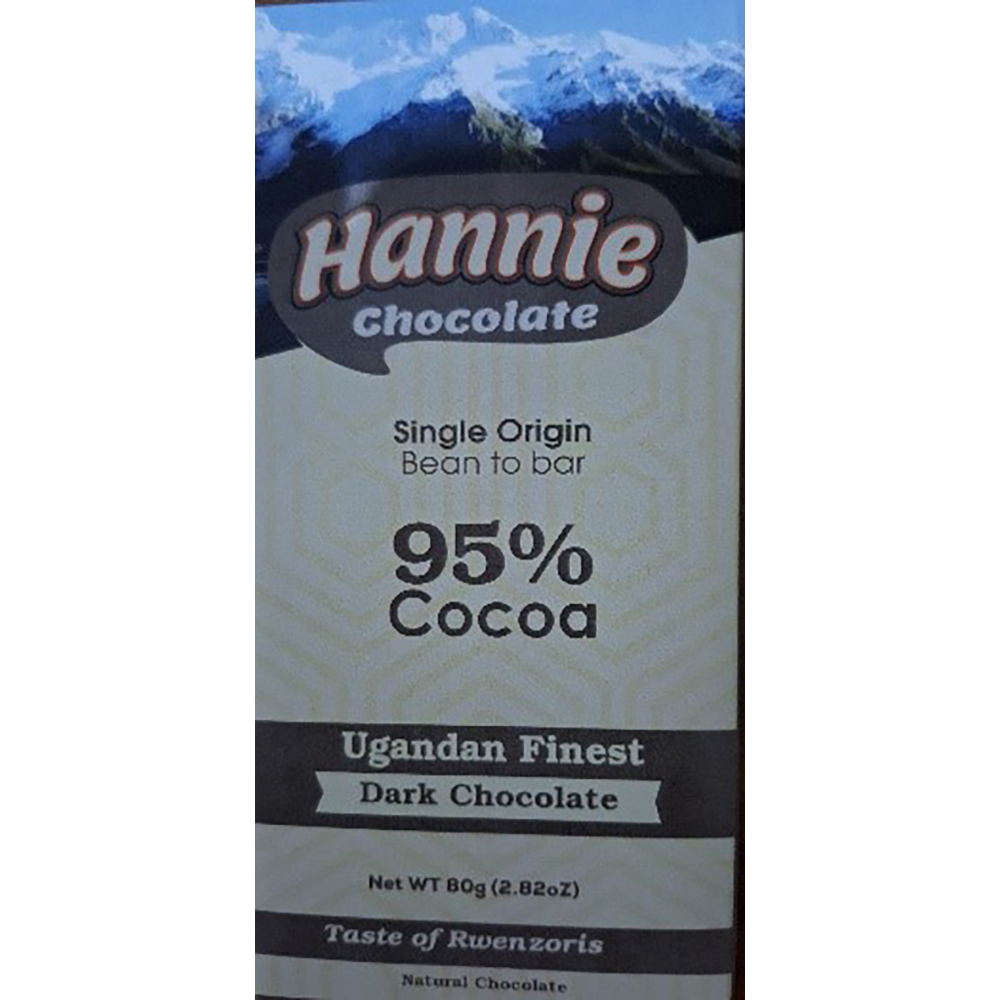 Hannie
Chocolate
Single Origin
Bean to bar
95%
Cocoa
Ugandan Finest
Dark Chocolate
Net WT 80g (2.82oZ)
Taste of Rwenzoris
Natural Chocolate